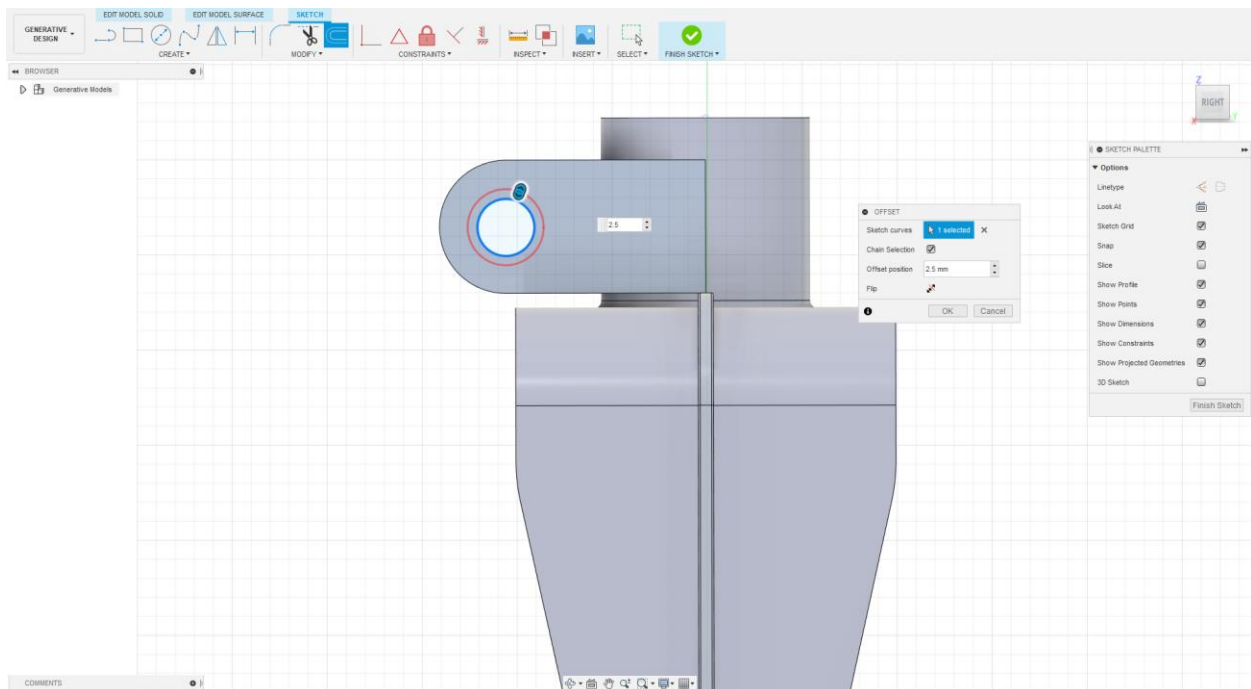 EDIT MODEL SOLID EDIT MODEL SURFACE SKETCH
GENERATIVE DESIGN
CREATE MODIFY CONSTRAINTS INSPECT INSERT SELECT FINISH SKETCH
BROWSER
Generative Models
Z
RIGHT
X
Y
SKETCH PALETTE
Options
Linetype
Look At
Sketch Grid
Snap
Slice
Show Profile
Show Points
Show Dimensions
Show Constraints
Show Projected Geometries
3D Sketch
Finish Sketch
2.5
OFFSET
Sketch curves 1 selected
Chain Selection
Offset position 2.5 mm
Flip
OK Cancel
COMMENTS